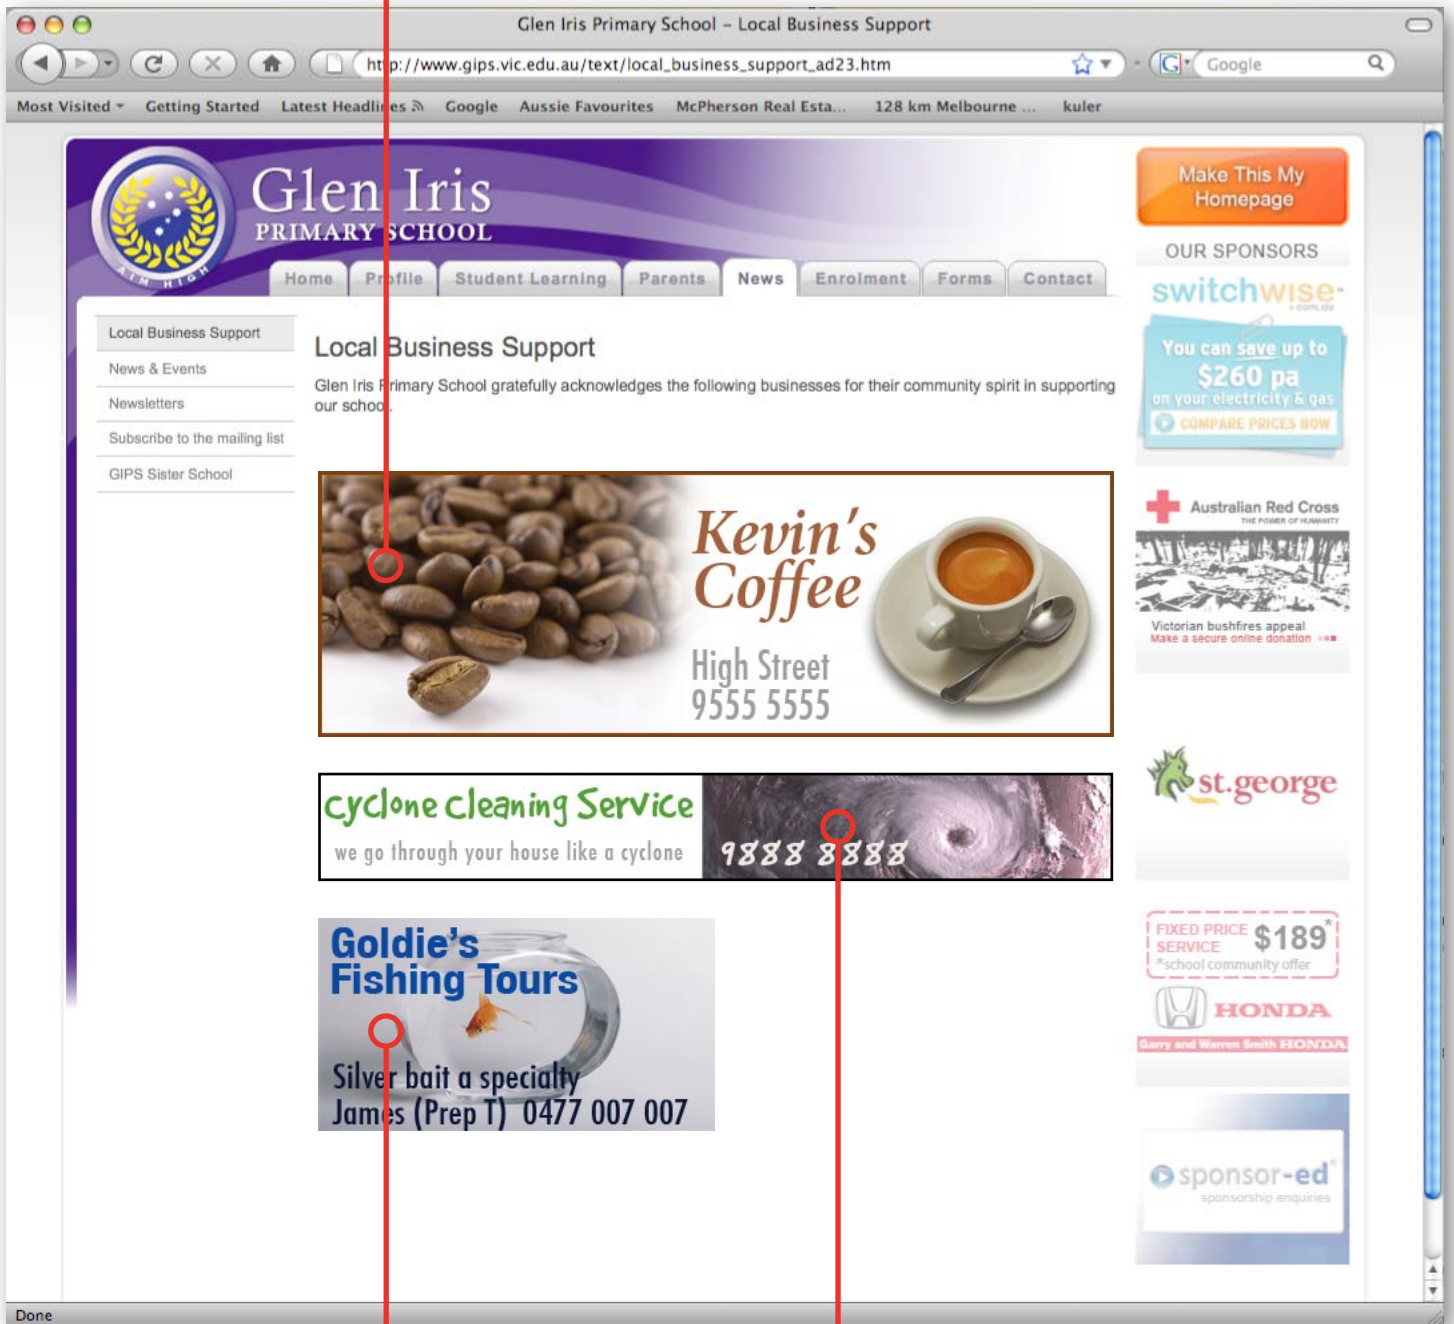 Glen Iris Primary School – Local Business Support
http://www.gips.vic.edu.au/text/local_business_support_ad23.htm
Google
Most Visited
Getting Started
Latest Headlines
Google
Aussie Favourites
McPherson Real Esta...
128 km Melbourne ...
kuler
Glen Iris
PRIMARY SCHOOL
AIM HIGH
Home
Profile
Student Learning
Parents
News
Enrolment
Forms
Contact
Make This My
Homepage
OUR SPONSORS
switchwise
.com.au
You can save up to
$260 pa
on your electricity & gas
COMPARE PRICES NOW
Local Business Support
News & Events
Newsletters
Subscribe to the mailing list
GIPS Sister School
Local Business Support
Glen Iris Primary School gratefully acknowledges the following businesses for their community spirit in supporting
our school.
Kevin's
Coffee
High Street
9555 5555
Australian Red Cross
THE POWER OF HUMANITY
Victorian bushfires appeal
Make a secure online donation
cyclone cleaning Service
we go through your house like a cyclone
9888 8888
st.george
Goldie's
Fishing Tours
Silver bait a specialty
James (Prep T) 0477 007 007
FIXED PRICE
SERVICE
$189*
*school community offer
HONDA
Garry and Warren Smith HONDA
sponsor-ed
sponsorship enquiries
Done